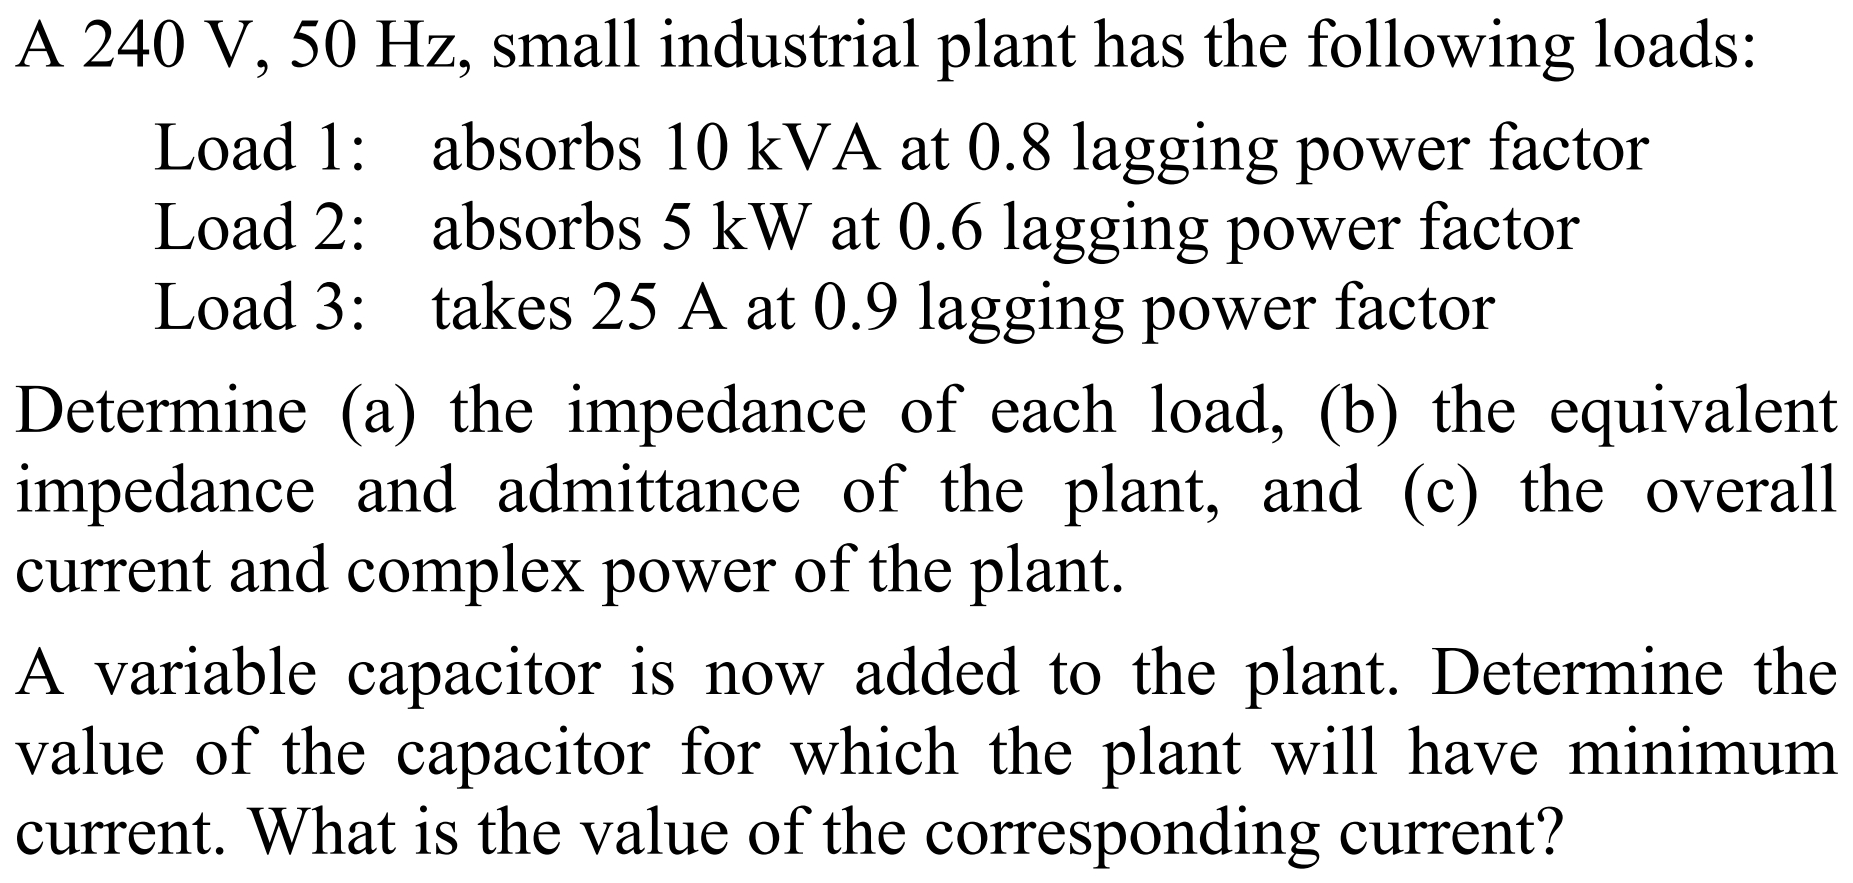 A 240 V, 50 Hz, small industrial plant has the following loads:
Load 1: absorbs 10 kVA at 0.8 lagging power factor
Load 2: absorbs 5 kW at 0.6 lagging power factor
Load 3: takes 25 A at 0.9 lagging power factor
Determine (a) the impedance of each load, (b) the equivalent
impedance and admittance of the plant, and (c) the overall
current and complex power of the plant.
A variable capacitor is now added to the plant. Determine the
value of the capacitor for which the plant will have minimum
current. What is the value of the corresponding current?